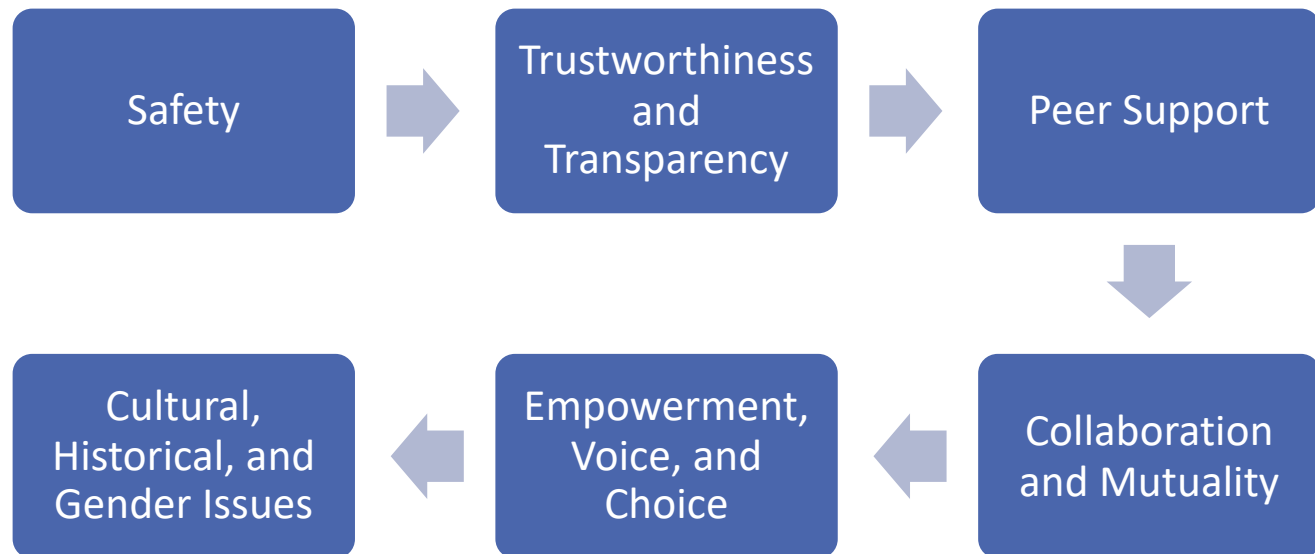 Safety
Trustworthiness
and
Transparency
Peer Support
Collaboration
and Mutuality
Empowerment,
Voice, and
Choice
Cultural,
Historical, and
Gender Issues